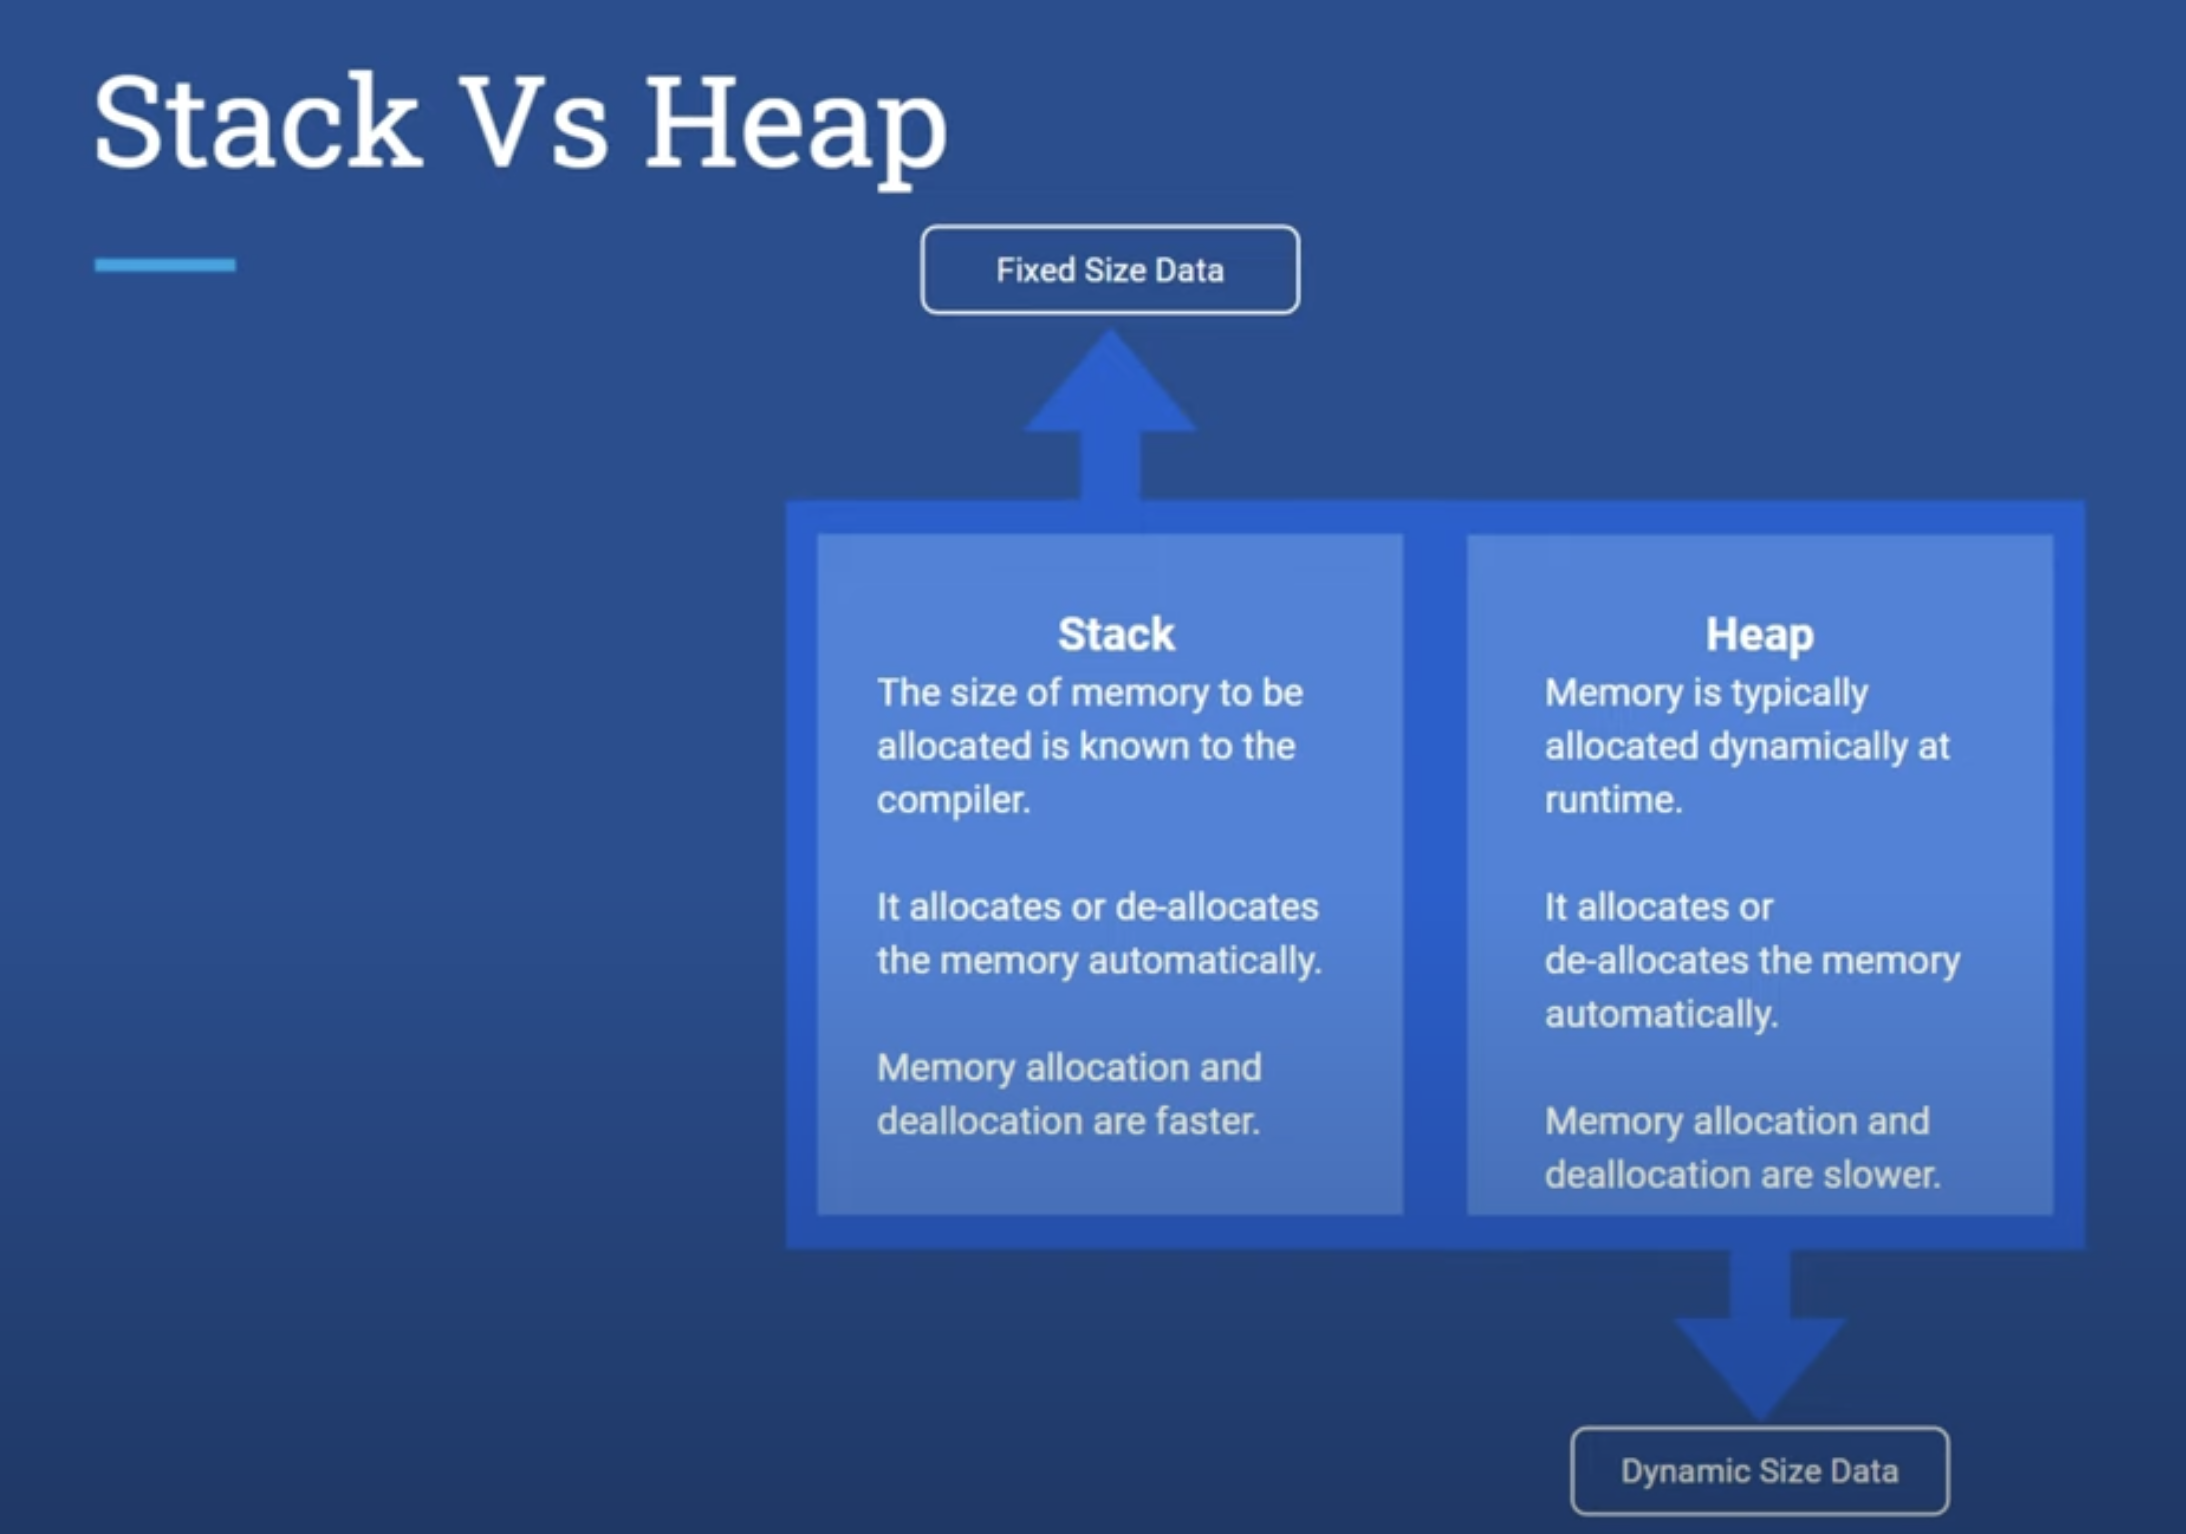 Stack Vs Heap
Fixed Size Data
Stack
The size of memory to be
allocated is known to the
compiler.
It allocates or de-allocates
the memory automatically.
Memory allocation and
deallocation are faster.
Heap
Memory is typically
allocated dynamically at
runtime.
It allocates or
de-allocates the memory
automatically.
Memory allocation and
deallocation are slower.
Dynamic Size Data